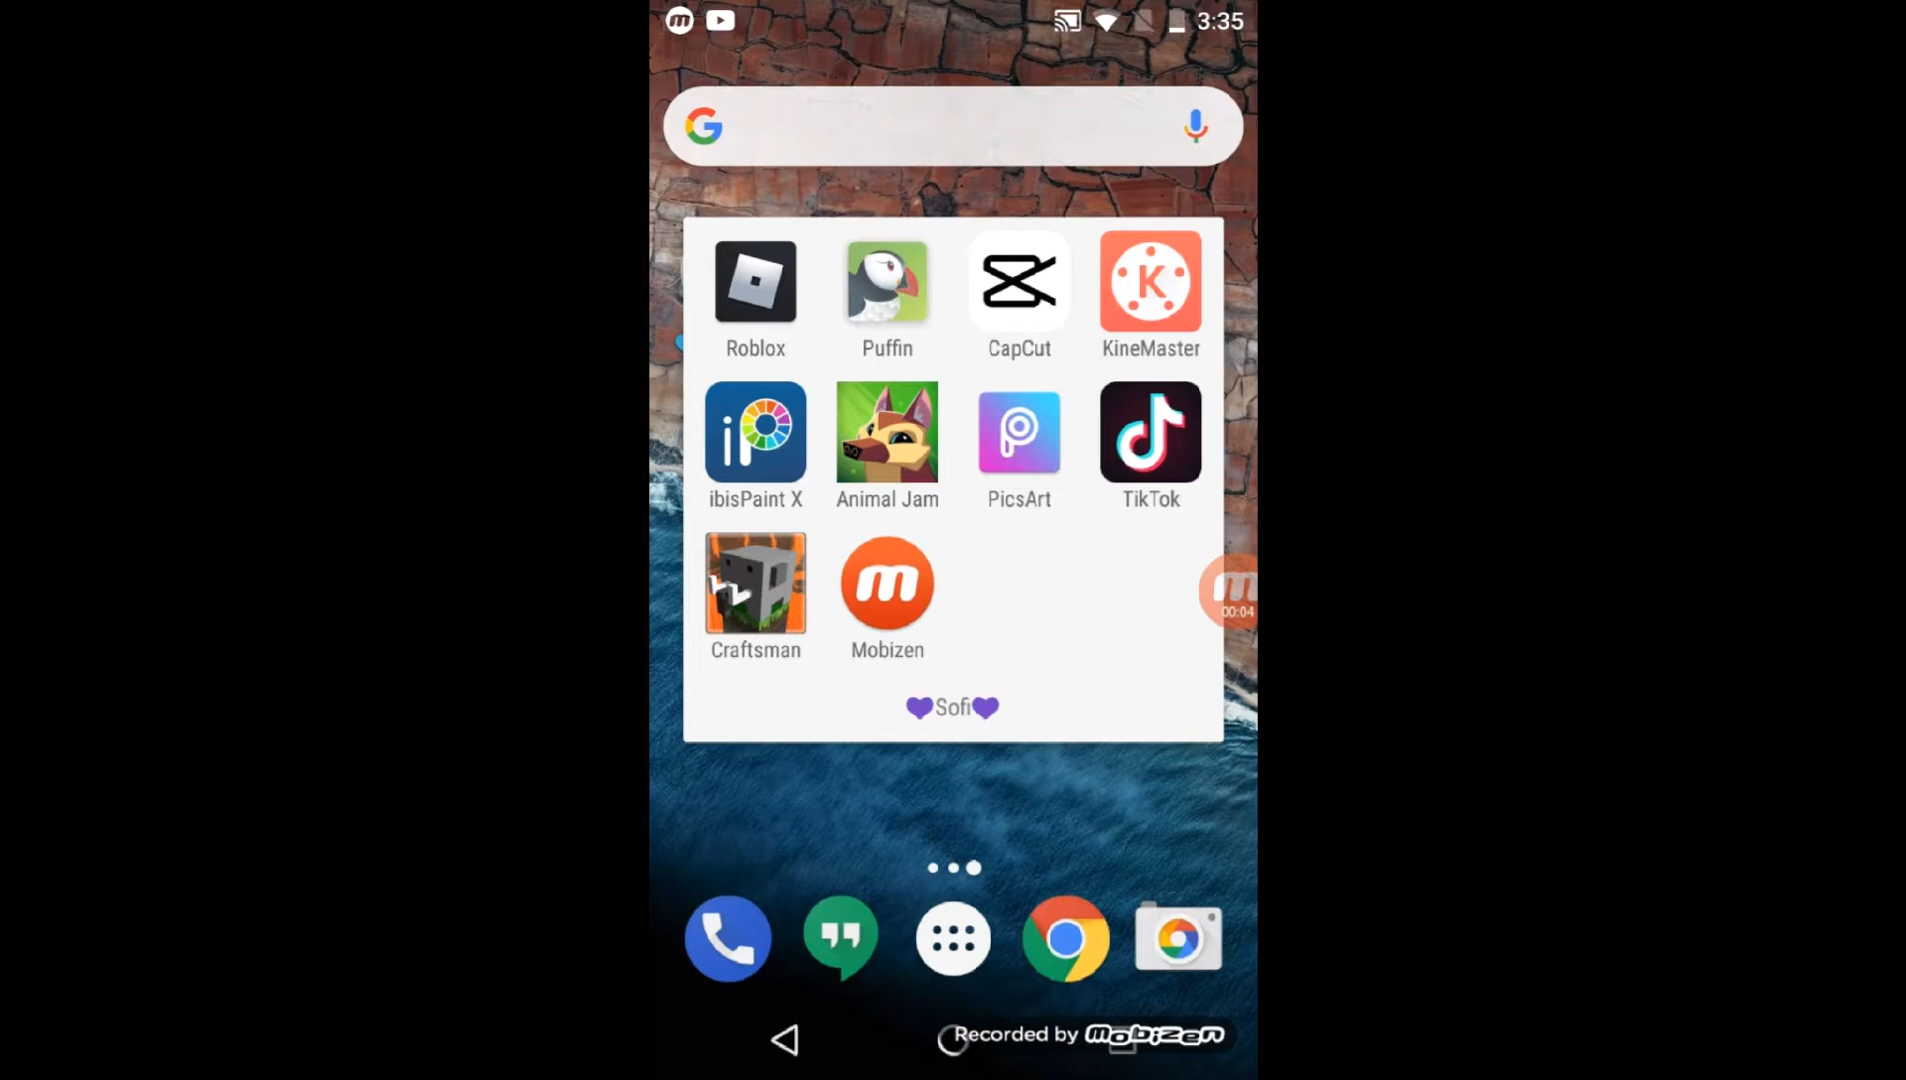 3:35
Roblox
Puffin
CapCut
KineMaster
ibisPaint X
Animal Jam
PicsArt
TikTok
Craftsman
Mobizen
00:04
💜Sofi💜
Recorded by mobizen